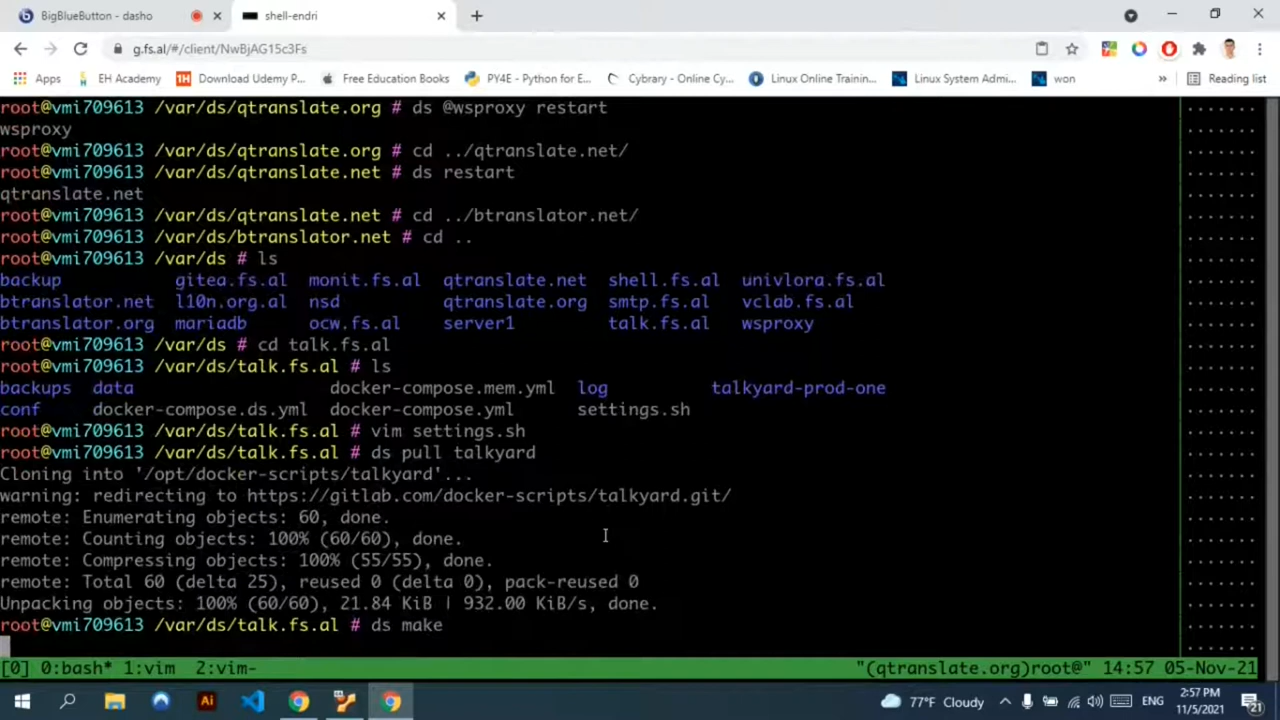 BigBlueButton - dasho
shell-endri
g.fs.al/#/client/NwBjAG15c3Fs
Apps
EH Academy
Download Udemy P...
Free Education Books
PY4E - Python for E...
Cybrary - Online Cy...
Linux Online Trainin...
Linux System Admi...
won
»
Reading list
root@vmi709613 /var/ds/qtranslate.org # ds @wsproxy restart
wsproxy
root@vmi709613 /var/ds/qtranslate.org # cd ../qtranslate.net/
root@vmi709613 /var/ds/qtranslate.net # ds restart
qtranslate.net
root@vmi709613 /var/ds/qtranslate.net # cd ../btranslator.net/
root@vmi709613 /var/ds/btranslator.net # cd ..
root@vmi709613 /var/ds # ls
backup gitea.fs.al monit.fs.al qtranslate.net shell.fs.al univlora.fs.al
btranslator.net l10n.org.al nsd qtranslate.org smtp.fs.al vclab.fs.al
btranslator.org mariadb ocw.fs.al server1 talk.fs.al wsproxy
root@vmi709613 /var/ds # cd talk.fs.al
root@vmi709613 /var/ds/talk.fs.al # ls
backups data docker-compose.mem.yml log talkyard-prod-one
conf docker-compose.ds.yml docker-compose.yml settings.sh
root@vmi709613 /var/ds/talk.fs.al # vim settings.sh
root@vmi709613 /var/ds/talk.fs.al # ds pull talkyard
Cloning into '/opt/docker-scripts/talkyard'...
warning: redirecting to https://gitlab.com/docker-scripts/talkyard.git/
remote: Enumerating objects: 60, done.
remote: Counting objects: 100% (60/60), done.
remote: Compressing objects: 100% (55/55), done.
remote: Total 60 (delta 25), reused 0 (delta 0), pack-reused 0
Unpacking objects: 100% (60/60), 21.84 KiB | 932.00 KiB/s, done.
root@vmi709613 /var/ds/talk.fs.al # ds make
[0] 0:bash* 1:vim 2:vim- "(qtranslate.org)root@" 14:57 05-Nov-21
Ai
77°F Cloudy
ENG
2:57 PM
11/5/2021
21